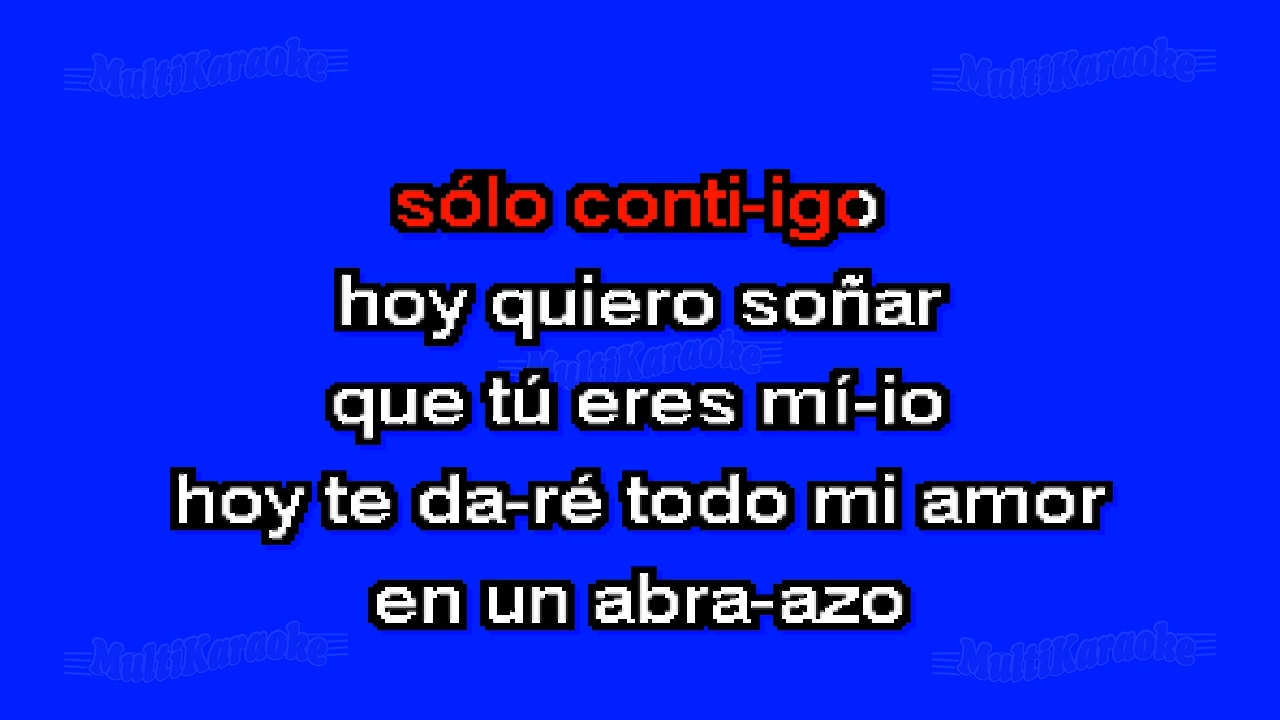 MultiKaraoke MultiKaraoke
sólo conti-igo
hoy quiero soñar
MultiKaraoke
que tú eres mí-io
hoy te da-ré todo mi amor
en un abra-azo
MultiKaraoke MultiKaraoke